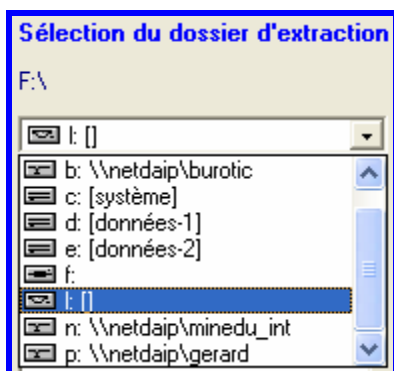 Sélection du dossier d'extraction
F:\
l: []
b: \\netdaip\burotic
c: [système]
d: [données-1]
e: [données-2]
f:
l: []
n: \\netdaip\minedu_int
p: \\netdaip\gerard